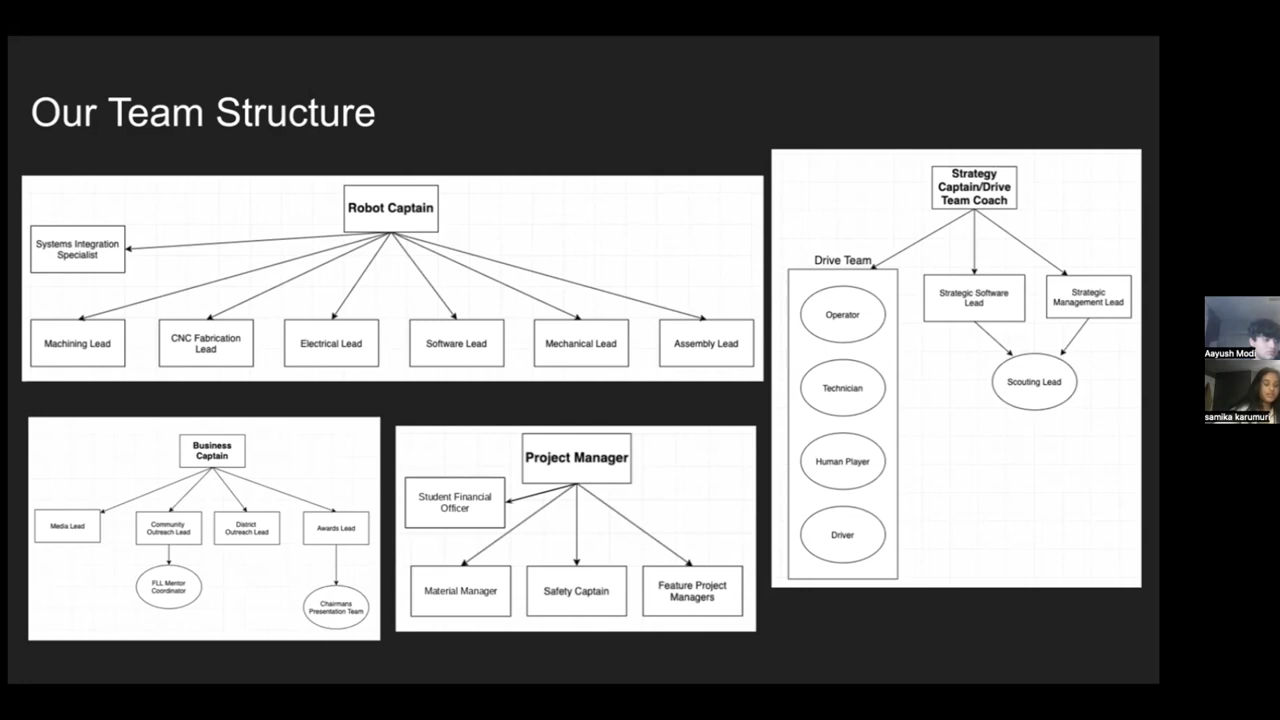 Our Team Structure
Robot Captain
Systems Integration
Specialist
Machining Lead
CNC Fabrication
Lead
Electrical Lead
Software Lead
Mechanical Lead
Assembly Lead
Business
Captain
Media Lead
Community
Outreach Lead
District
Outreach Lead
Awards Lead
FLL Mentor
Coordinator
Chairmans
Presentation Team
Project Manager
Student Financial
Officer
Material Manager
Safety Captain
Feature Project
Managers
Strategy
Captain/Drive
Team Coach
Drive Team
Operator
Technician
Human Player
Driver
Strategic Software
Lead
Strategic
Management Lead
Scouting Lead
Aayush Modi
samika karumuri